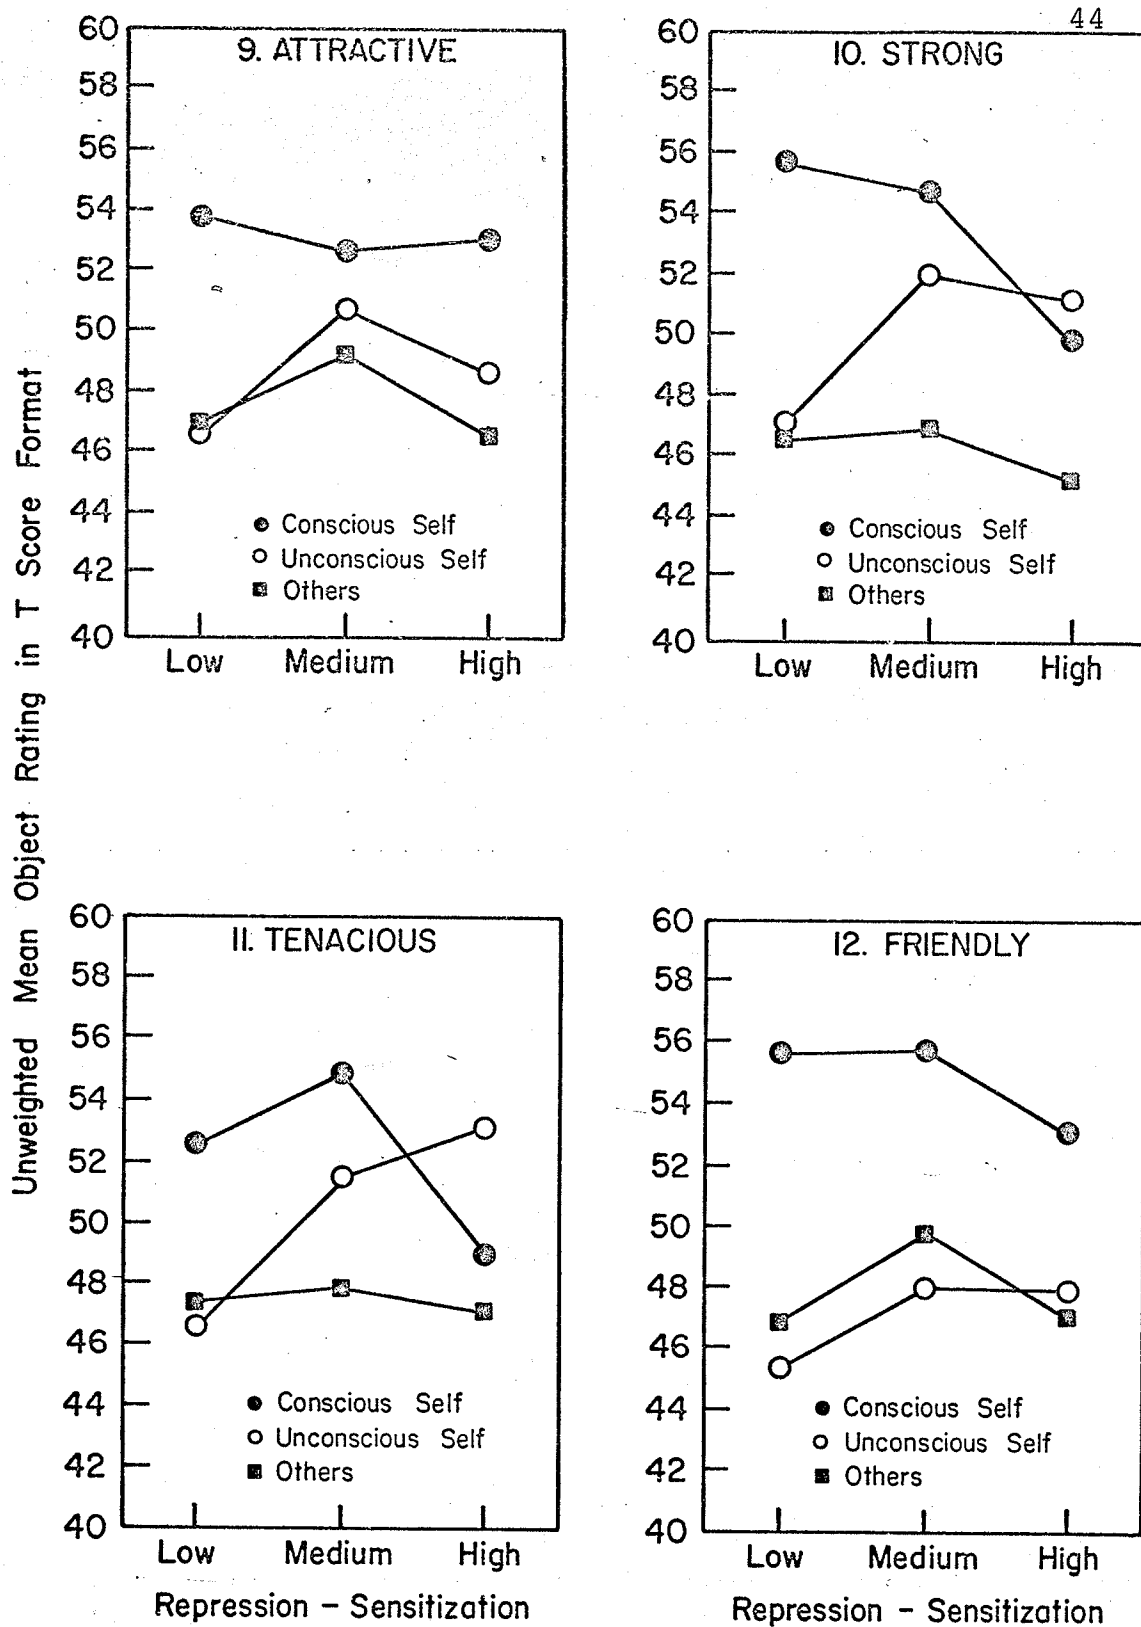 44
Unweighted Mean Object Rating in T Score Format
9. ATTRACTIVE
60
58
56
54
52
50
48
46
44
42
40
Conscious Self
Unconscious Self
Others
Low Medium High
10. STRONG
60
58
56
54
52
50
48
46
44
42
40
Conscious Self
Unconscious Self
Others
Low Medium High
11. TENACIOUS
60
58
56
54
52
50
48
46
44
42
40
Conscious Self
Unconscious Self
Others
Low Medium High
Repression - Sensitization
12. FRIENDLY
60
58
56
54
52
50
48
46
44
42
40
Conscious Self
Unconscious Self
Others
Low Medium High
Repression - Sensitization